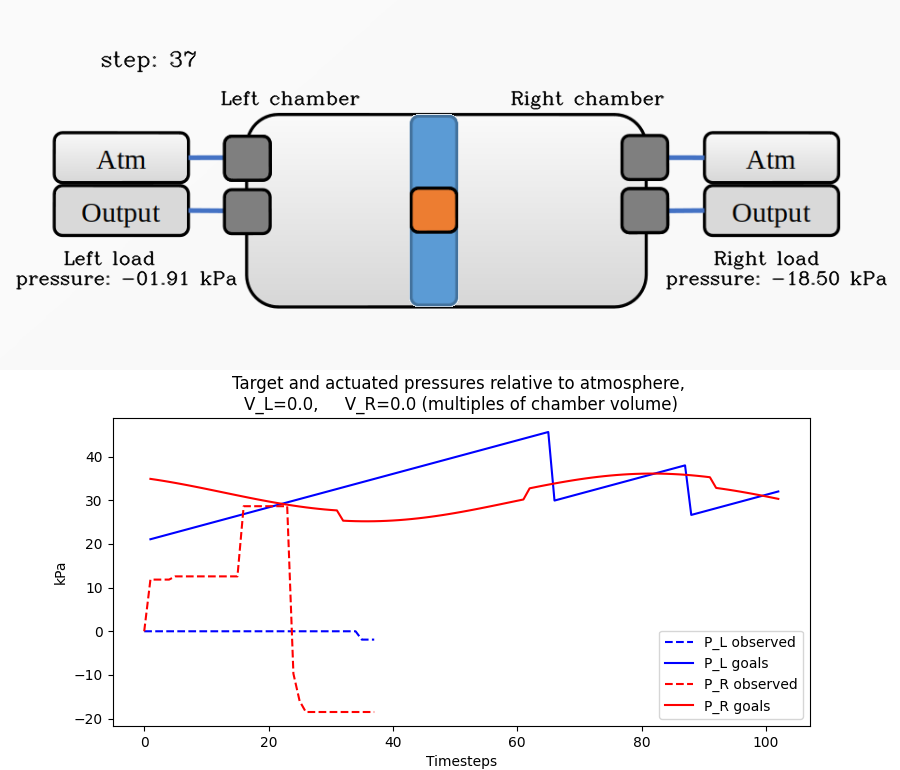 step: 37
Left chamber
Right chamber
Atm
Atm
Output
Output
Left load
pressure: -01.91 kPa
Right load
pressure: -18.50 kPa
Target and actuated pressures relative to atmosphere,
V_L=0.0, V_R=0.0 (multiples of chamber volume)
kPa
40
30
20
10
0
−10
−20
P_L observed
P_L goals
P_R observed
P_R goals
0 20 40 60 80 100
Timesteps